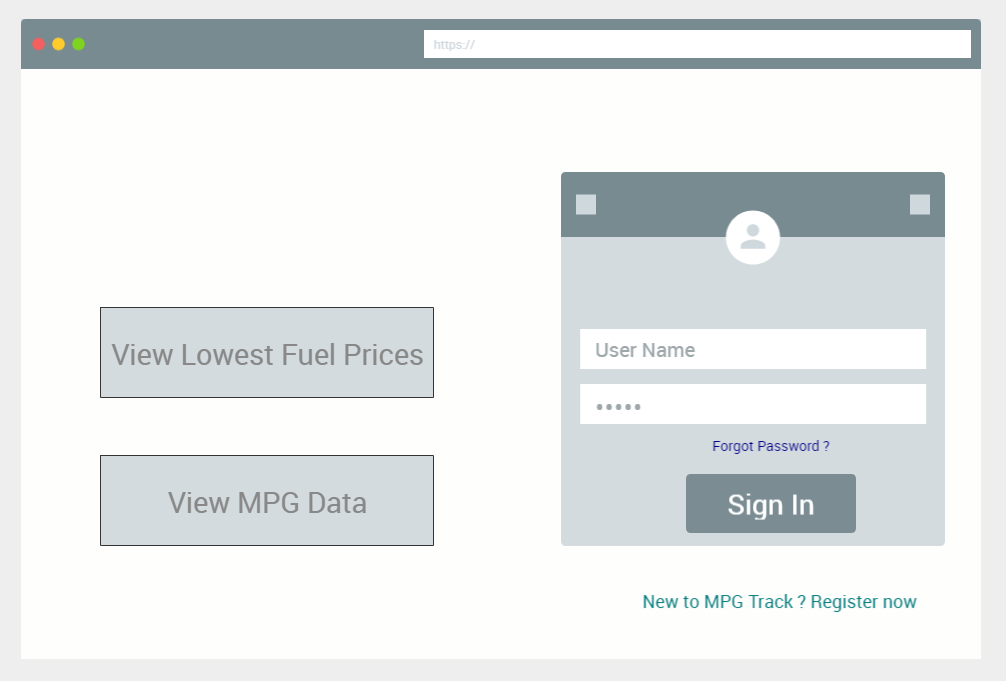 https://
View Lowest Fuel Prices
View MPG Data
User Name
•••••
Forgot Password ?
Sign In
New to MPG Track ? Register now